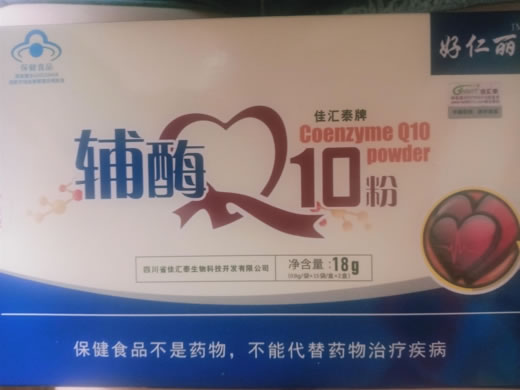 好仁丽
TM
保健食品
佳汇泰牌
Coenzyme Q10
powder
辅酶Q10粉
四川省佳汇泰生物科技开发有限公司
净含量:18g
保健食品不是药物,不能代替药物治疗疾病